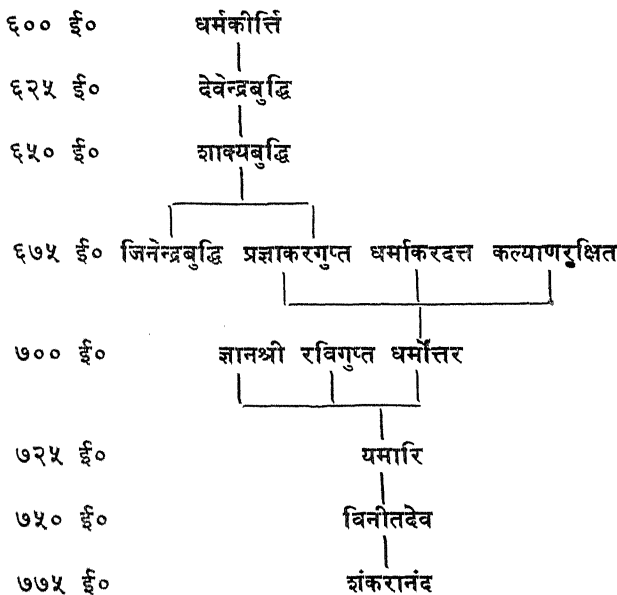 ६०० ई० धर्मकीर्त्ति
६२५ ई० देवेन्द्रबुद्धि
६५० ई० शाक्यबुद्धि
६७५ ई० जिनेन्द्रबुद्धि प्रज्ञाकरगुप्त धर्माकरदत्त कल्याणरक्षित
७०० ई० ज्ञानश्री रविगुप्त धर्मोत्तर
७२५ ई० यमारि
७५० ई० विनीतदेव
७७५ ई० शंकरानंद